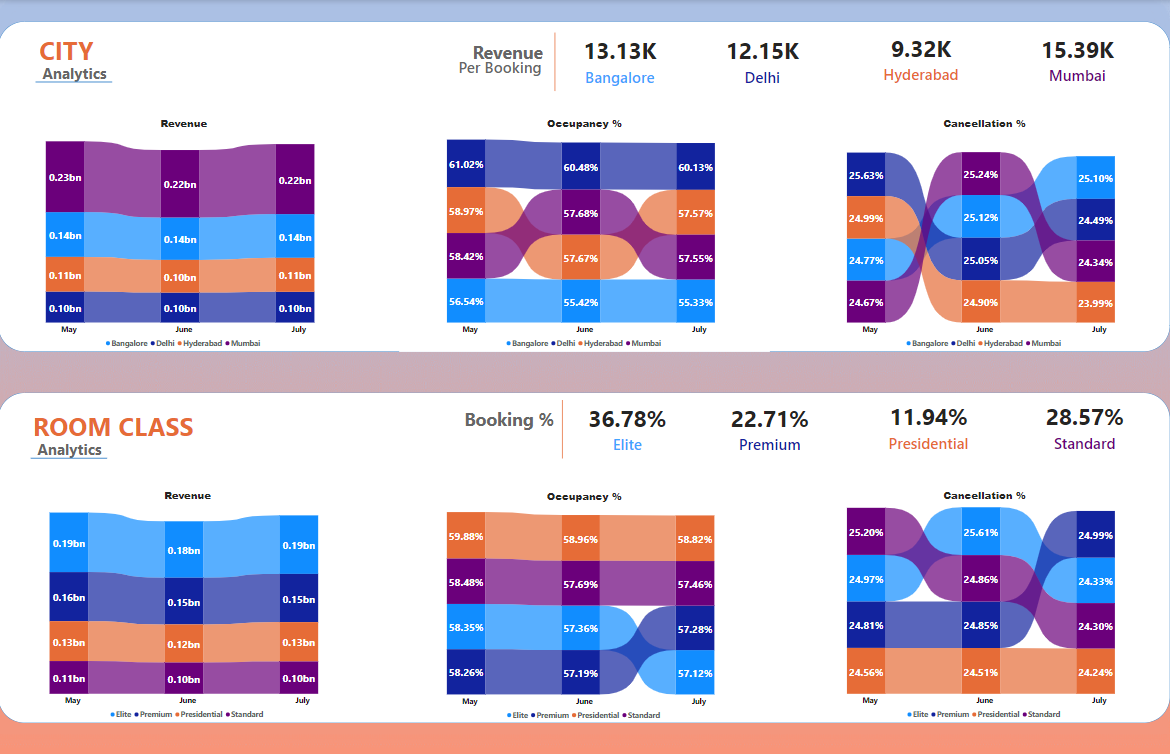 CITY
Analytics
Revenue
Per Booking
13.13K
Bangalore
12.15K
Delhi
9.32K
Hyderabad
15.39K
Mumbai
Revenue
0.23bn 0.22bn 0.22bn
0.14bn 0.14bn 0.14bn
0.11bn 0.10bn 0.11bn
0.10bn 0.10bn 0.10bn
May June July
Bangalore Delhi Hyderabad Mumbai
Occupancy %
61.02% 60.48% 60.13%
58.97% 57.68% 57.57%
58.42% 57.67% 57.55%
56.54% 55.42% 55.33%
May June July
Bangalore Delhi Hyderabad Mumbai
Cancellation %
25.63% 25.24% 25.10%
24.99% 25.12% 24.49%
24.77% 25.05% 24.34%
24.67% 24.90% 23.99%
May June July
Bangalore Delhi Hyderabad Mumbai
ROOM CLASS
Analytics
Booking %
36.78%
Elite
22.71%
Premium
11.94%
Presidential
28.57%
Standard
Revenue
0.19bn 0.18bn 0.19bn
0.16bn 0.15bn 0.15bn
0.13bn 0.12bn 0.13bn
0.11bn 0.10bn 0.10bn
May June July
Elite Premium Presidential Standard
Occupancy %
59.88% 58.96% 58.82%
58.48% 57.69% 57.46%
58.35% 57.36% 57.28%
58.26% 57.19% 57.12%
May June July
Elite Premium Presidential Standard
Cancellation %
25.20% 25.61% 24.99%
24.97% 24.86% 24.33%
24.81% 24.85% 24.30%
24.56% 24.51% 24.24%
May June July
Elite Premium Presidential Standard